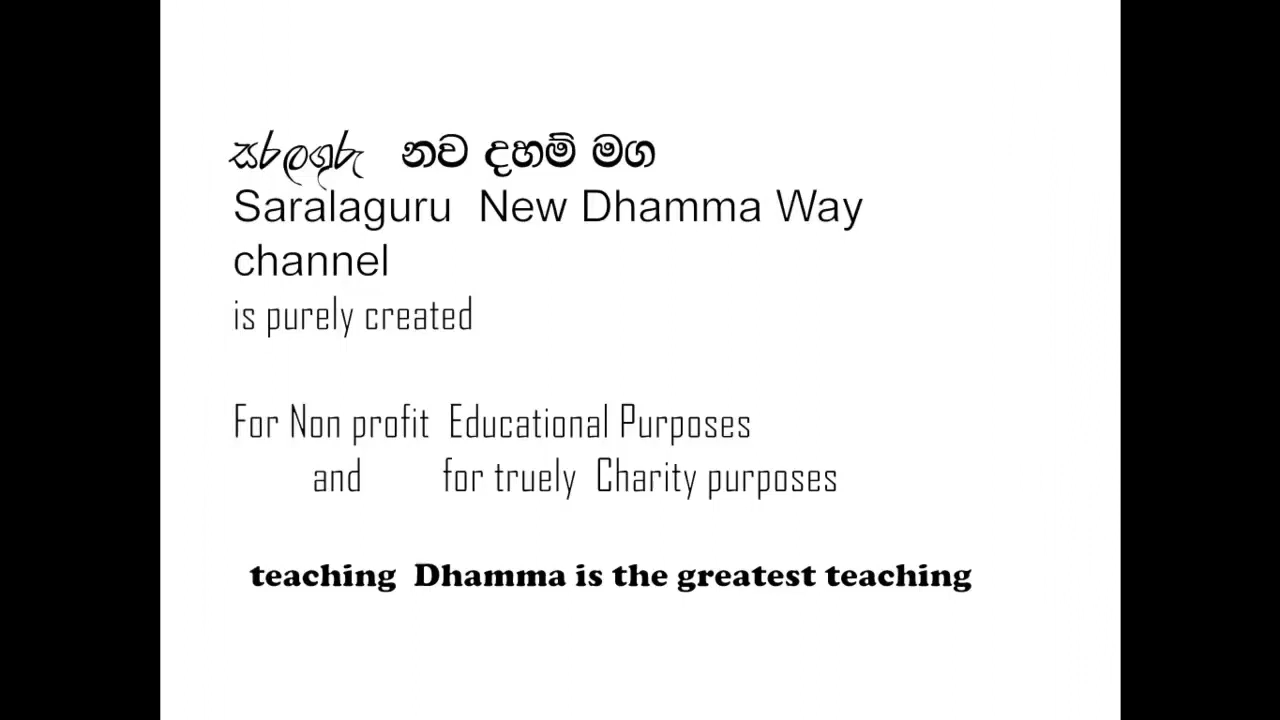 සරලගුරු නව දහම් මග
Saralaguru New Dhamma Way
channel
is purely created
For Non profit Educational Purposes
and for truely Charity purposes
teaching Dhamma is the greatest teaching